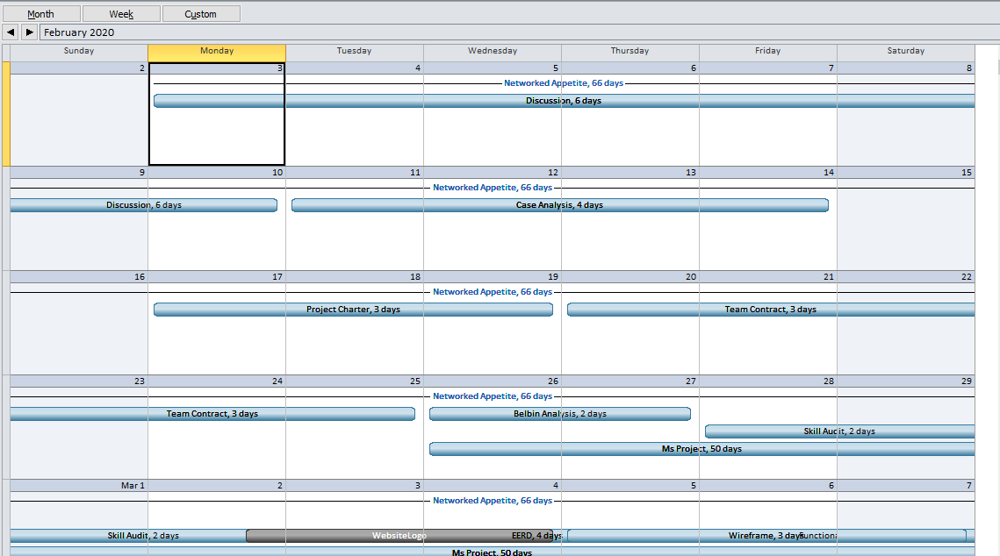 Month Week Custom
February 2020
Sunday Monday Tuesday Wednesday Thursday Friday Saturday
2 3 4 5 6 7 8
Networked Appetite, 66 days
Discussion, 6 days
9 10 11 12 13 14 15
Networked Appetite, 66 days
Discussion, 6 days Case Analysis, 4 days
16 17 18 19 20 21 22
Networked Appetite, 66 days
Project Charter, 3 days Team Contract, 3 days
23 24 25 26 27 28 29
Networked Appetite, 66 days
Team Contract, 3 days Belbin Analysis, 2 days
Skill Audit, 2 days
Ms Project, 50 days
Mar 1 2 3 4 5 6 7
Networked Appetite, 66 days
Skill Audit, 2 days WebsiteLogo EERD, 4 days Wireframe, 3 days
Ms Project, 50 days